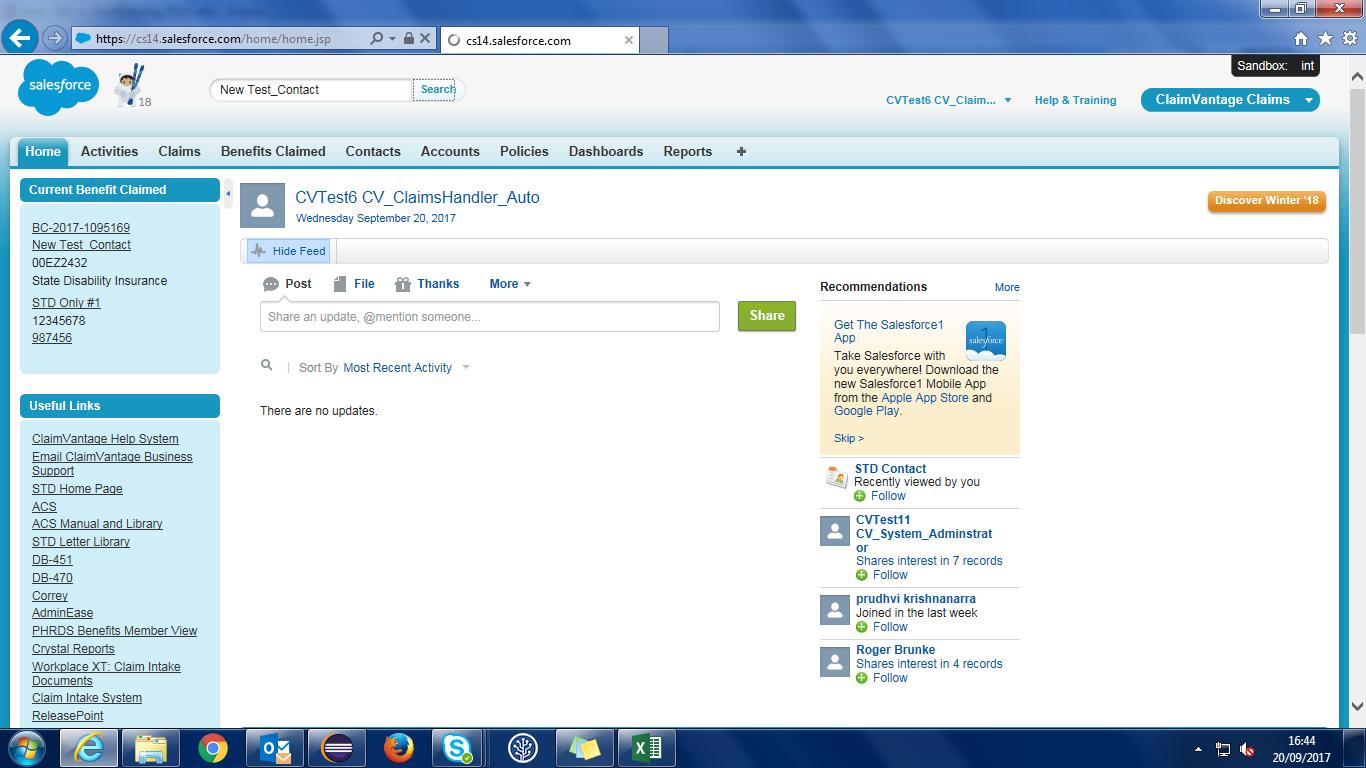 https://cs14.salesforce.com/home/home.jsp
cs14.salesforce.com
Sandbox: int
salesforce
18
New Test_Contact
Search
CVTest6 CV_Claim...
Help & Training
ClaimVantage Claims
Home
Activities
Claims
Benefits Claimed
Contacts
Accounts
Policies
Dashboards
Reports
Current Benefit Claimed
BC-2017-1095169
New Test_Contact
00EZ2432
State Disability Insurance
STD Only #1
12345678
987456
Useful Links
ClaimVantage Help System
Email ClaimVantage Business
Support
STD Home Page
ACS
ACS Manual and Library
STD Letter Library
DB-451
DB-470
Correy
AdminEase
PHRDS Benefits Member View
Crystal Reports
Workplace XT: Claim Intake
Documents
Claim Intake System
ReleasePoint
CVTest6 CV_ClaimsHandler_Auto
Wednesday September 20, 2017
Discover Winter '18
Hide Feed
Post
File
Thanks
More
Share an update, @mention someone...
Share
Sort By Most Recent Activity
There are no updates.
Recommendations
More
Get The Salesforce1
App
salesforce
1
Take Salesforce with
you everywhere! Download the
new Salesforce1 Mobile App
from the Apple App Store and
Google Play.
Skip >
STD Contact
Recently viewed by you
Follow
CVTest11
CV_System_Adminstrat
or
Shares interest in 7 records
Follow
prudhvi krishnanarra
Joined in the last week
Follow
Roger Brunke
Shares interest in 4 records
Follow
16:44
20/09/2017